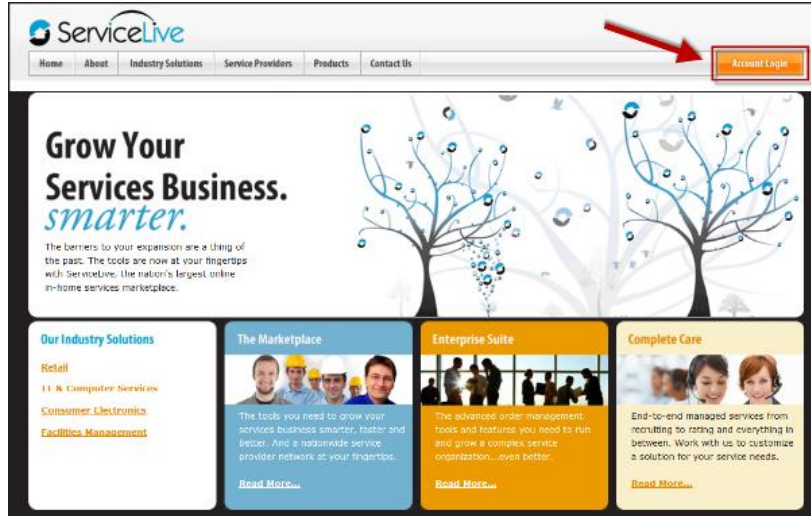 ServiceLive
Home About Industry Solutions Service Providers Products Contact Us
Account Login
Grow Your
Services Business.
smarter.
The barriers to your expansion are a thing of
the past. The tools are now at your fingertips
with ServiceLive, the nation's largest online
in-home services marketplace.
Our Industry Solutions
Retail
IT & Computer Services
Consumer Electronics
Facilities Management
The Marketplace
The tools you need to grow your
services business smarter, faster and
better. And a nationwide service
provider network at your fingertips.
Read More...
Enterprise Suite
The advanced order management
tools and features you need to run
and grow a complex service
organization...even better.
Read More...
Complete Care
End-to-end managed services from
recruiting to rating and everything in
between. Work with us to customize
a solution for your service needs.
Read More...